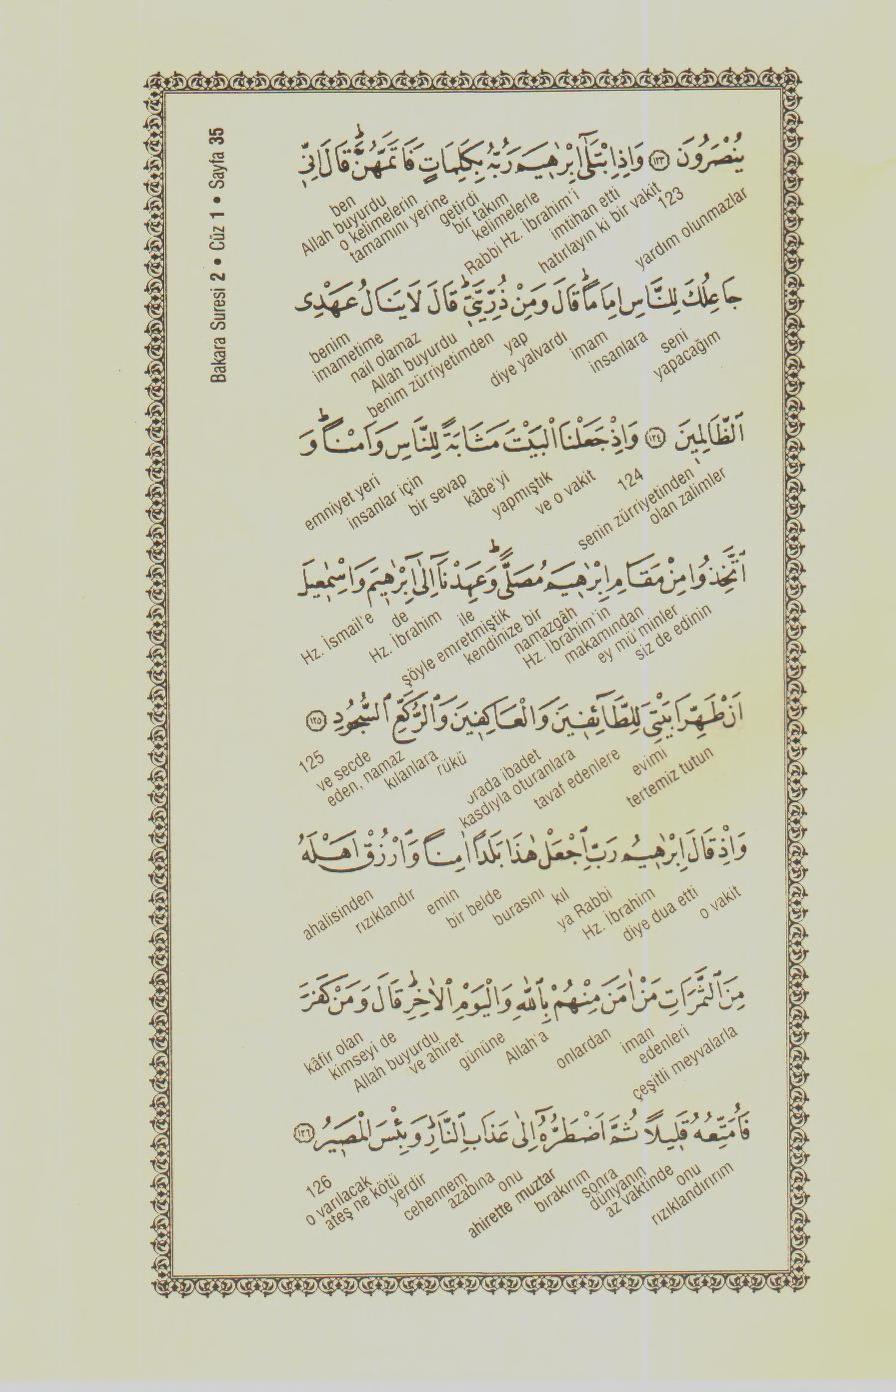 Bakara Suresi 2 • Cüz 1 • Sayfa 35
يُنْصَرُونَ ﴿١٢٣﴾ وَاِذِ ابْتَلٰٓى اِبْرٰهٖيمَ رَبُّهُ بِكَلِمَاتٍ فَاَتَمَّهُنَّۜ قَالَ اِنّٖى
yardım olunmazlar
123
hatırlayın ki bir vakit
imtihan etti
Rabbi Hz. İbrahim'i
kelimelerle
bir takım
getirdi
tamamını yerine
o kelimelerin
Allah buyurdu
ben
جَاعِلُكَ لِلنَّاسِ اِمَامًاۜ قَالَ وَمِنْ ذُرِّيَّتٖىۜ قَالَ لَا يَنَالُ عَهْدِى
yapacağım
seni
insanlara
imam
diye yalvardı
yap
benim zürriyetimden
Allah buyurdu
nail olamaz
imametime
benim
الظَّالِمٖينَ ﴿١٢٤﴾ وَاِذْ جَعَلْنَا الْبَيْتَ مَثَابَةً لِلنَّاسِ وَاَمْنًاۜ وَ
olan zalimler
senin zürriyetinden
124
ve o vakit
yapmıştık
kâbe'yi
bir sevap
insanlar için
emniyet yeri
اتَّخِذُوا مِنْ مَقَامِ اِبْرٰهٖيمَ مُصَلًّىۜ وَعَهِدْنَٓا اِلٰٓى اِبْرٰهٖيمَ وَاِسْمٰعٖيلَ
siz de edinin
ey mü'minler
makamından
Hz. İbrahim'in
namazgâh
kendinize bir
şöyle emretmiştik
ile
Hz. İbrahim
de
Hz. İsmail'e
اَنْ طَهِّرَا بَيْتِىَ لِلطَّٓائِفٖينَ وَالْعَاكِفٖينَ وَالرُّكَّعِ السُّجُودِ ﴿١٢٥﴾
tertemiz tutun
evimi
tavaf edenlere
kasdıyla oturanlara
orada ibadet
rükü
kılanlara
eden, namaz
ve secde
125
وَاِذْ قَالَ اِبْرٰهٖيمُ رَبِّ اجْعَلْ هٰذَا بَلَدًا اٰمِنًا وَارْزُقْ اَهْلَهُ
o vakit
diye dua etti
Hz. İbrahim
ya Rabbi
kıl
burasını
bir belde
emin
rızıklandır
ahalisinden
مِنَ الثَّمَرَاتِ مَنْ اٰمَنَ مِنْهُمْ بِاللّٰهِ وَالْيَوْمِ الْاٰخِرِۜ قَالَ وَمَنْ كَفَرَ
çeşitli meyvalarla
edenleri
iman
onlardan
Allah'a
gününe
ve ahiret
Allah buyurdu
kimseyi de
kâfir olan
فَاُمَتِّعُهُ قَلٖيلًا ثُمَّ اَضْطَرُّهُٓ اِلٰى عَذَابِ النَّارِۜ وَبِئْسَ الْمَصٖيرُ ﴿١٢٦﴾
rızıklandırırım
onu
az vaktinde
dünyanın
sonra
bırakırım
ahirette muztar
onu
azabına
cehennem
yerdir
ateş ne kötü
o varılacak
126